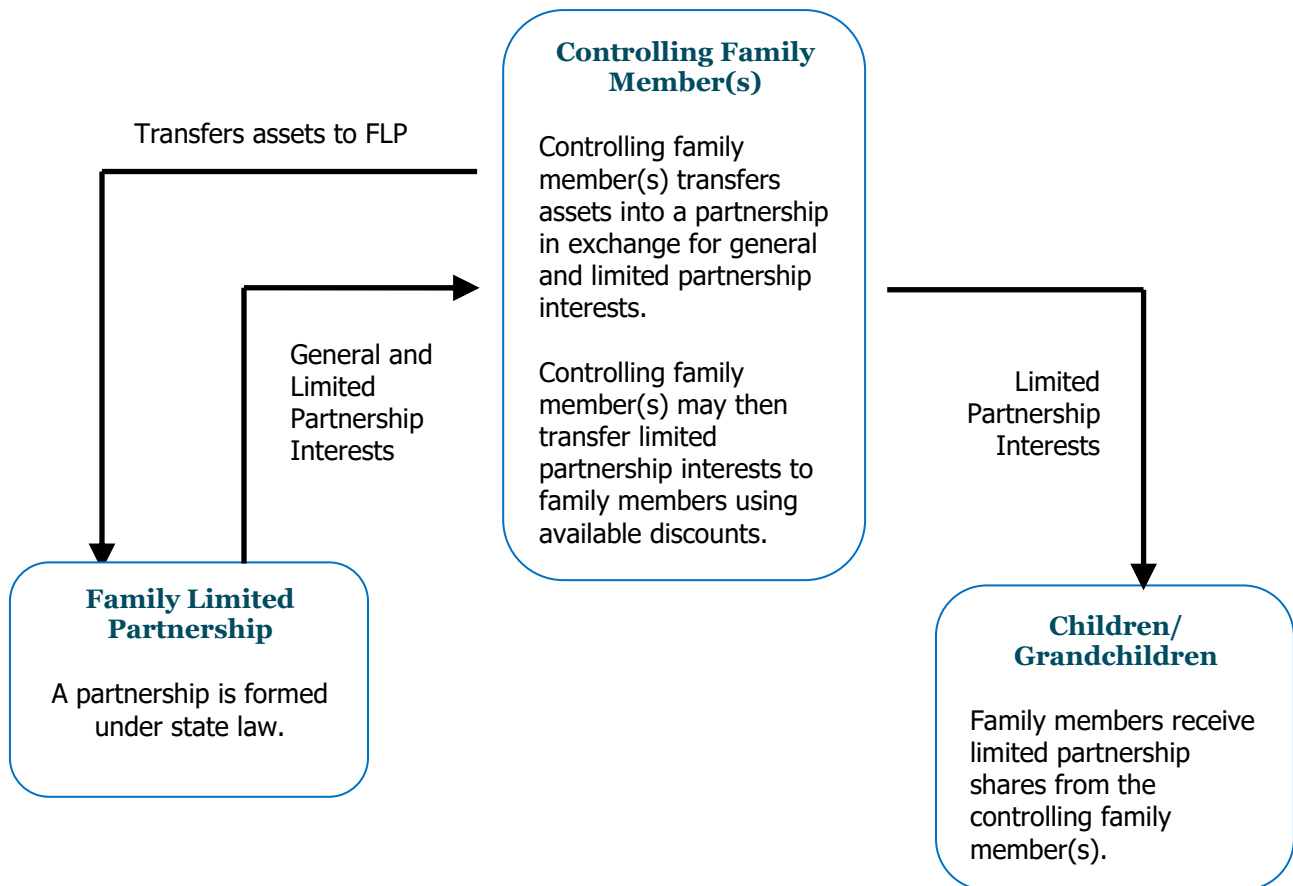 Controlling Family
Member(s)
Controlling family
member(s) transfers
assets into a partnership
in exchange for general
and limited partnership
interests.
Controlling family
member(s) may then
transfer limited
partnership interests to
family members using
available discounts.
Transfers assets to FLP
General and
Limited
Partnership
Interests
Limited
Partnership
Interests
Family Limited
Partnership
A partnership is formed
under state law.
Children/
Grandchildren
Family members receive
limited partnership
shares from the
controlling family
member(s).